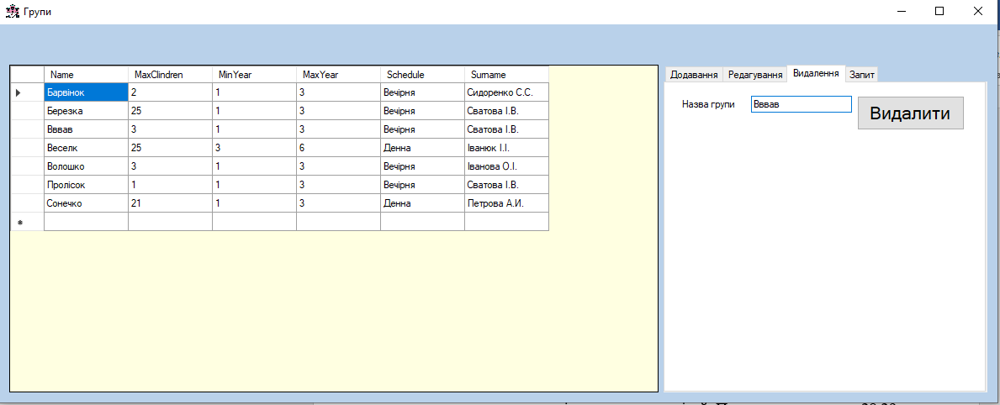 Групи
Name MaxClindren MinYear MaxYear Schedule Surname
Барвінок 2 1 3 Вечірня Сидоренко С.С.
Березка 25 1 3 Вечірня Сватова І.В.
Вввав 3 1 3 Вечірня Сватова І.В.
Веселк 25 3 6 Денна Іванюк І.І.
Волошко 3 1 3 Вечірня Іванова О.І.
Пролісок 1 1 3 Вечірня Сватова І.В.
Сонечко 21 1 3 Денна Петрова А.И.
Додавання Редагування Видалення Запит
Назва групи Вввав Видалити